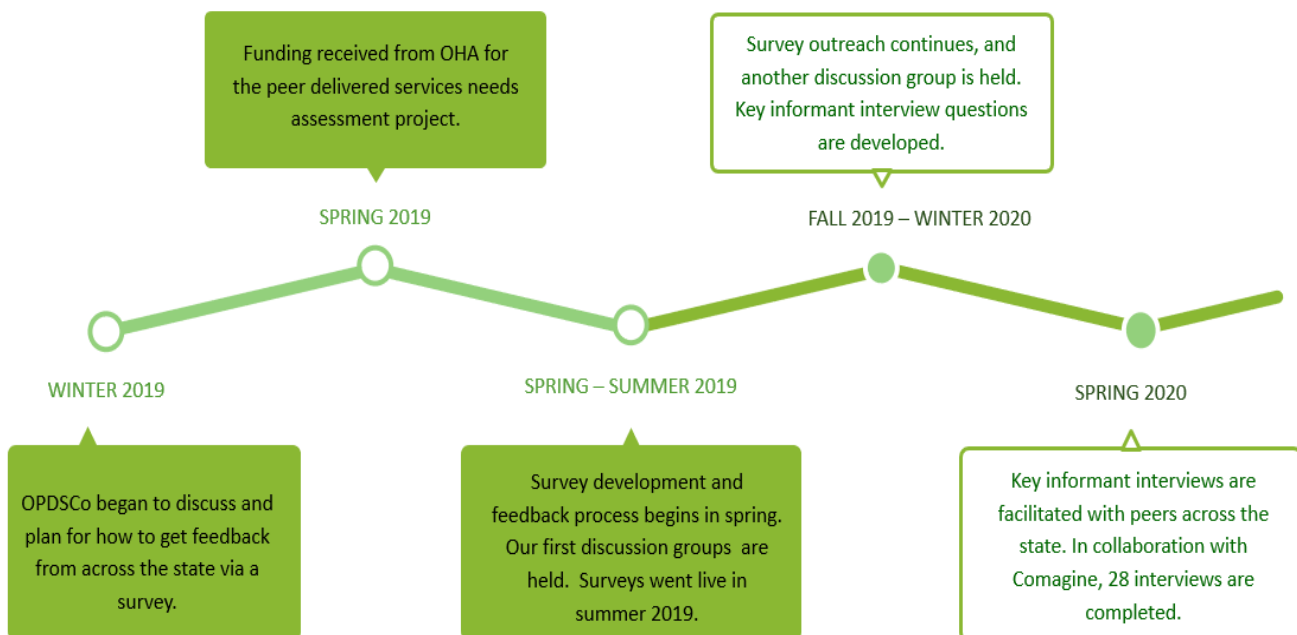 Funding received from OHA for
the peer delivered services needs
assessment project.
SPRING 2019
Survey outreach continues, and
another discussion group is held.
Key informant interview questions
are developed.
FALL 2019 – WINTER 2020
WINTER 2019
OPDSCo began to discuss and
plan for how to get feedback
from across the state via a
survey.
SPRING – SUMMER 2019
Survey development and
feedback process begins in spring.
Our first discussion groups are
held. Surveys went live in
summer 2019.
SPRING 2020
Key informant interviews are
facilitated with peers across the
state. In collaboration with
Comagine, 28 interviews are
completed.